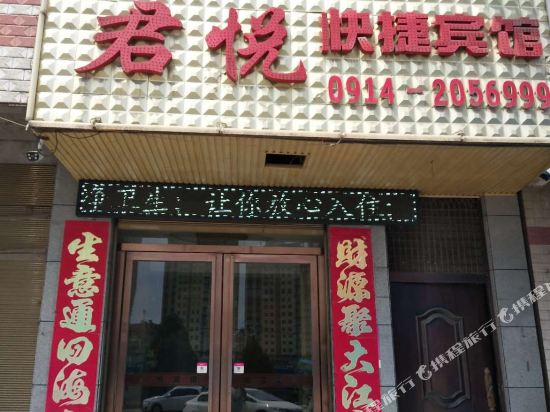 君悦 快捷宾馆
0914-2056999
净卫生；让你放心入住；
生意通四海
财源聚大江
携程旅行